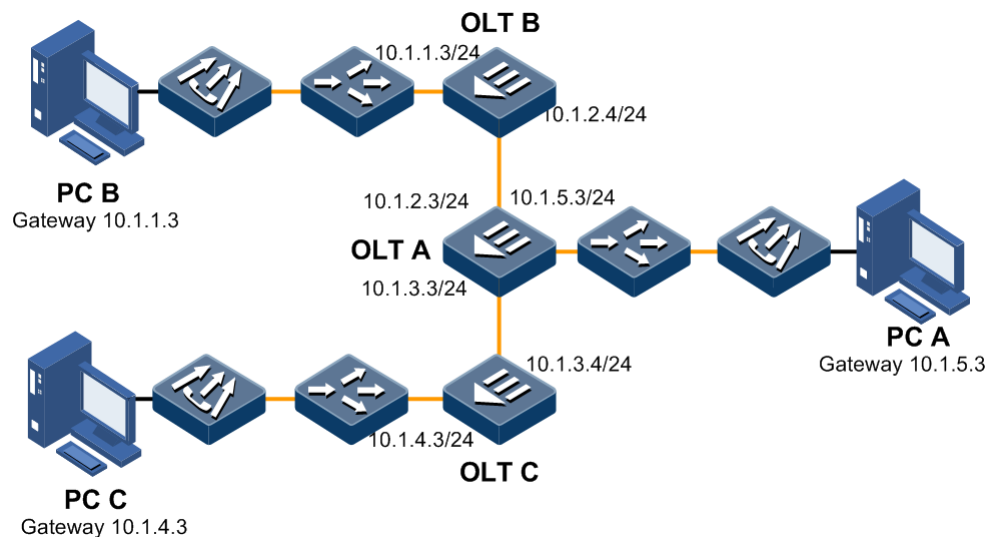 OLT B
10.1.1.3/24
10.1.2.4/24
PC B
Gateway 10.1.1.3
10.1.2.3/24
10.1.5.3/24
OLT A
10.1.3.3/24
PC A
Gateway 10.1.5.3
10.1.3.4/24
10.1.4.3/24
OLT C
PC C
Gateway 10.1.4.3